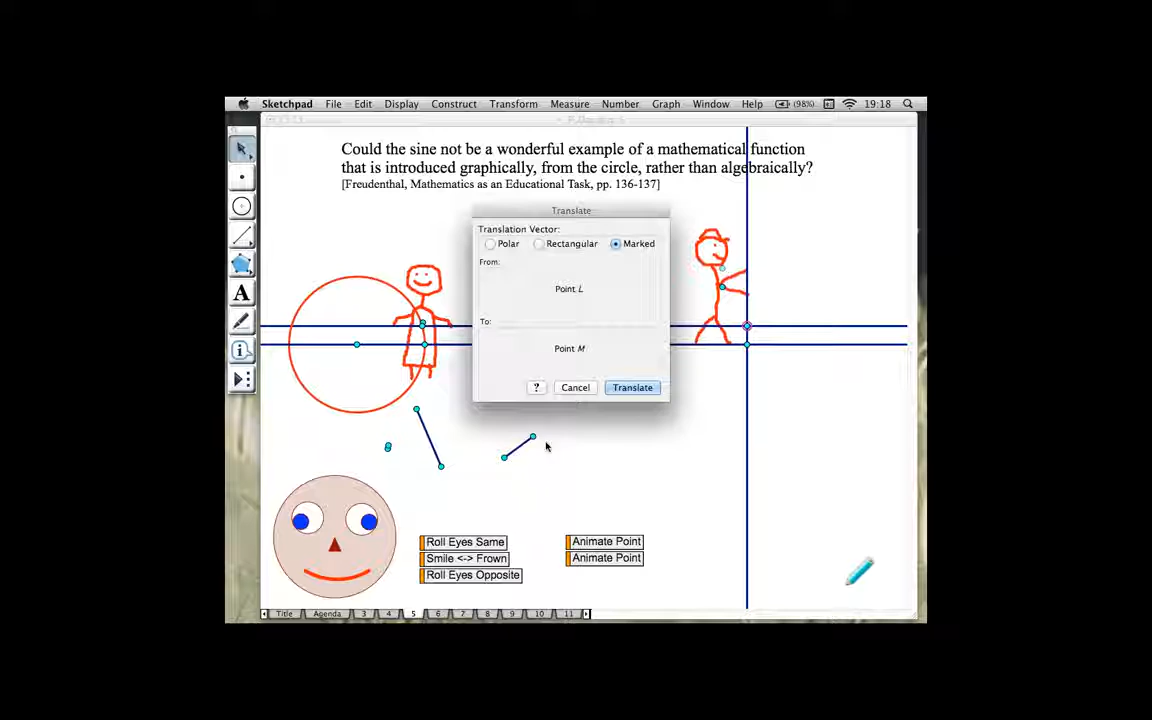 Sketchpad File Edit Display Construct Transform Measure Number Graph Window Help (98%) 19:18
Could the sine not be a wonderful example of a mathematical function
that is introduced graphically, from the circle, rather than algebraically?
[Freudenthal, Mathematics as an Educational Task, pp. 136-137]
Translate
Translation Vector:
Polar Rectangular Marked
From:
Point L
To:
Point M
? Cancel Translate
A
Roll Eyes Same
Smile <-> Frown
Roll Eyes Opposite
Animate Point
Animate Point
Title Agenda 3 4 5 6 7 8 9 10 11